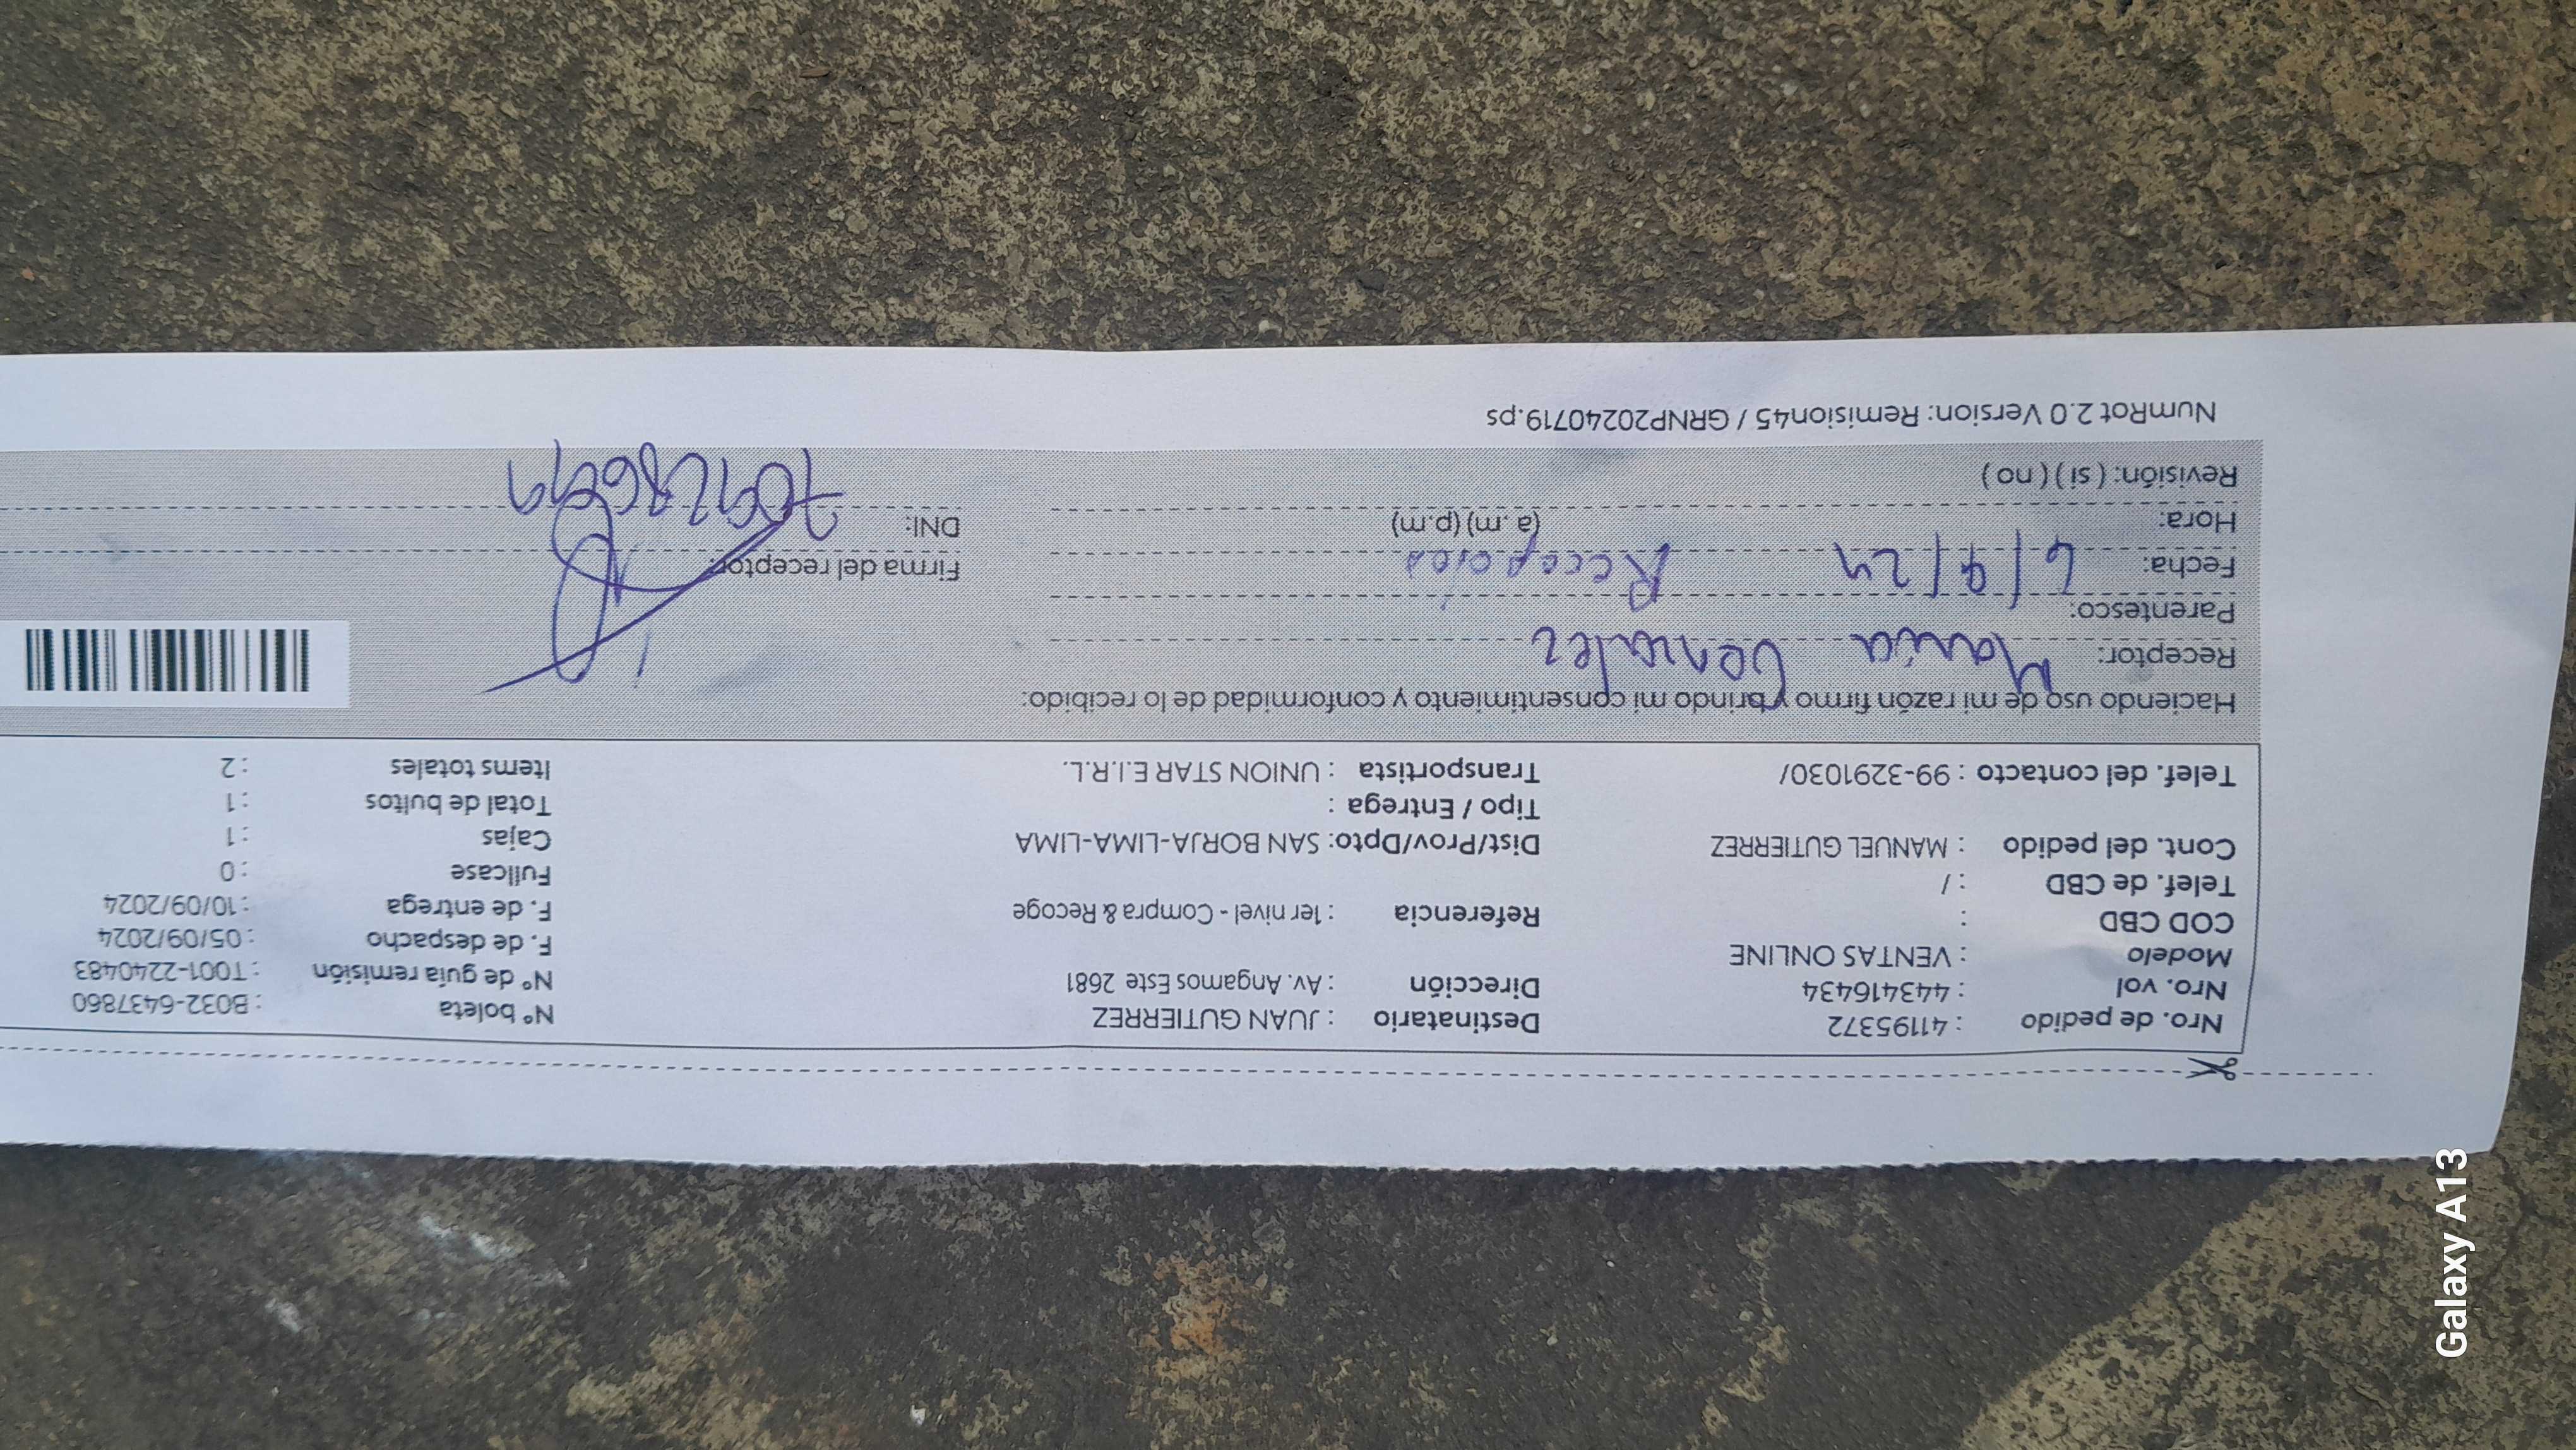 Nro. de pedido : 41195372
Nro. vol : 443416434
Modelo : VENTAS ONLINE
COD CBD :
Telef. de CBD : /
Cont. del pedido : MANUEL GUTIERREZ
Telef. del contacto : 99-3291030/
Destinatario : JUAN GUTIERREZ
Dirección : Av. Angamos Este 2681
Referencia : 1er nivel - Compra & Recoge
Dist/Prov/Dpto: SAN BORJA-LIMA-LIMA
Tipo / Entrega :
Transportista : UNION STAR E.I.R.L.
N° boleta : B032-6437860
N° de guía remisión : T001-2240483
F. de despacho : 05/09/2024
F. de entrega : 10/09/2024
Fullcase : 0
Cajas : 1
Total de bultos : 1
Items totales : 2
Haciendo uso de mi razón firmo y brindo mi consentimiento y conformidad de lo recibido:
Receptor: Maria Gonzalez
Parentesco:
Fecha: 6/9/24
Hora: (a.m) (p.m)
Revisión: ( si ) ( no )
Firma del receptor:
DNI:
NumRot 2.0 Version: Remision45 / GRNP20240719.ps
Galaxy A13